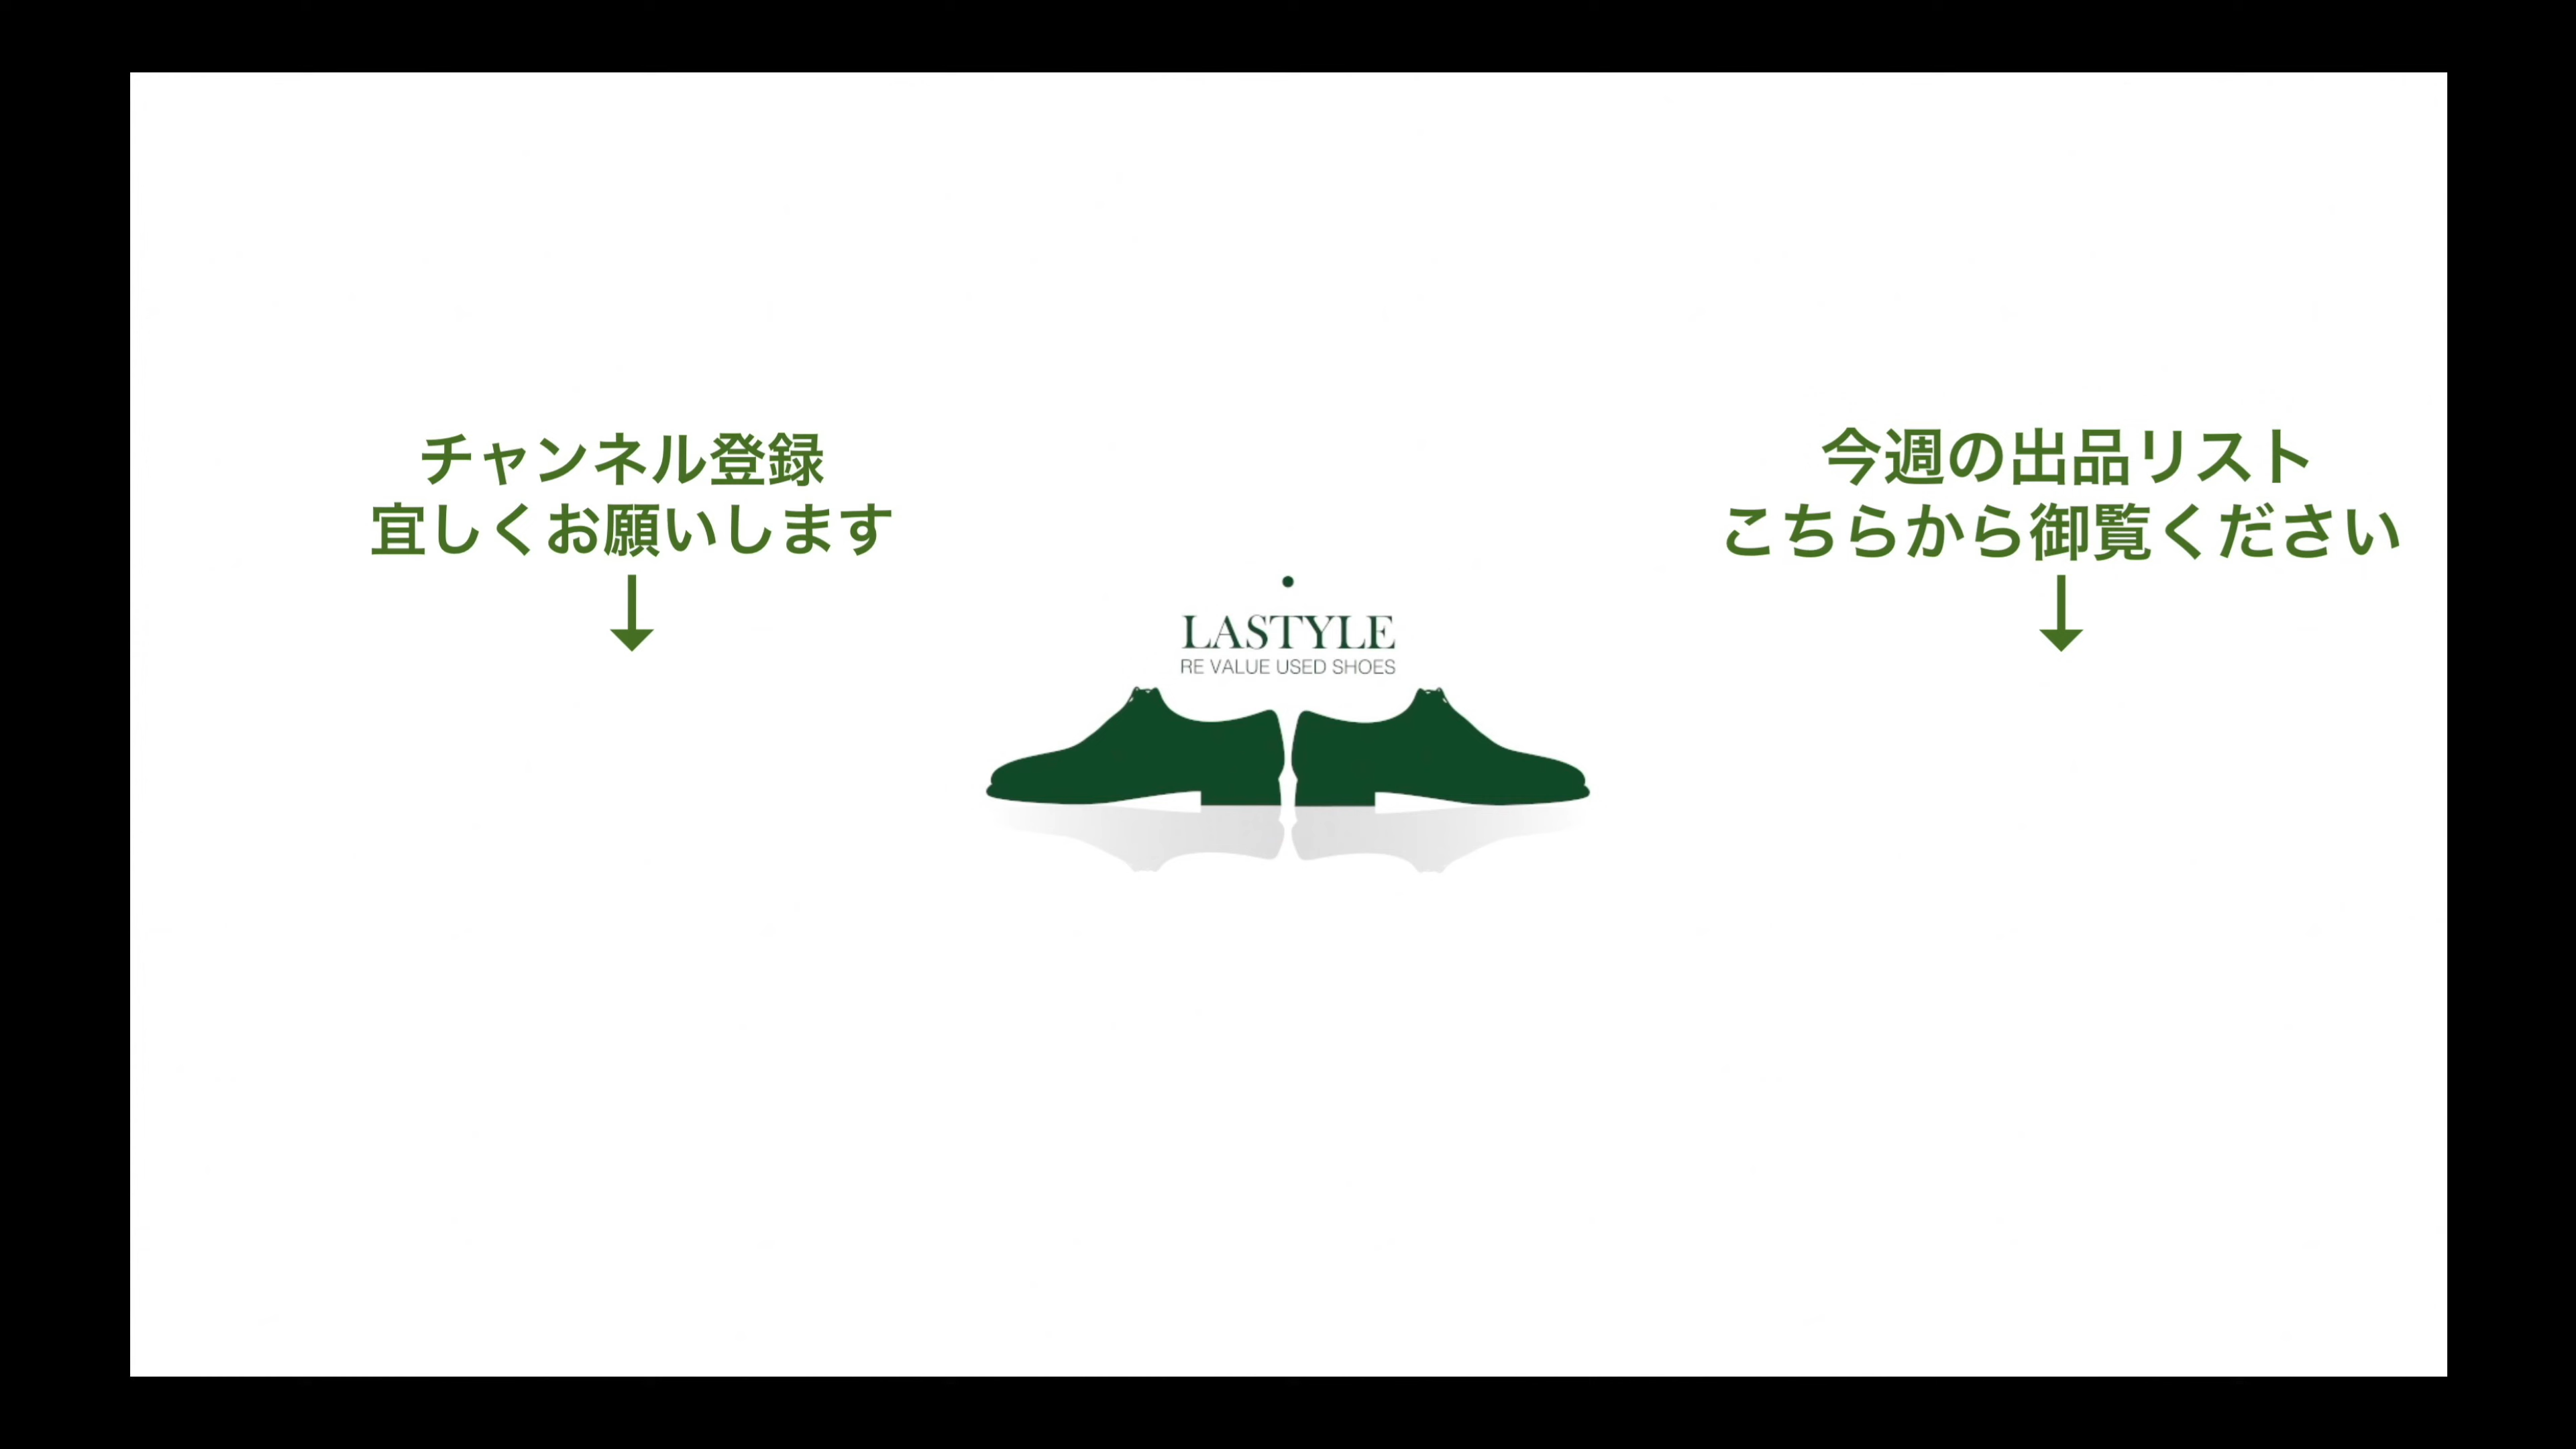 チャンネル登録
宜しくお願いします
↓
今週の出品リスト
こちらから御覧ください
↓
LASTYLE
RE VALUE USED SHOES